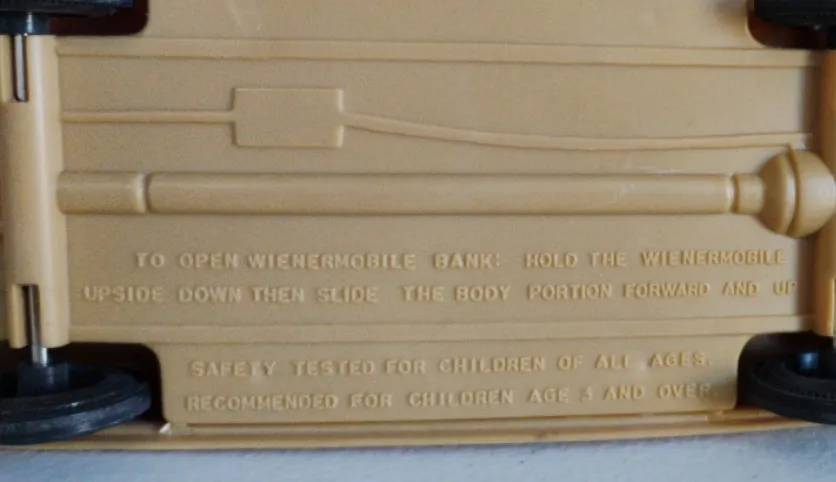 TO OPEN WIENERMOBILE BANK: HOLD THE WIENERMOBILE
UPSIDE DOWN THEN SLIDE THE BODY PORTION FORWARD AND UP
SAFETY TESTED FOR CHILDREN OF ALL AGES.
RECOMMENDED FOR CHILDREN AGE 3 AND OVER.